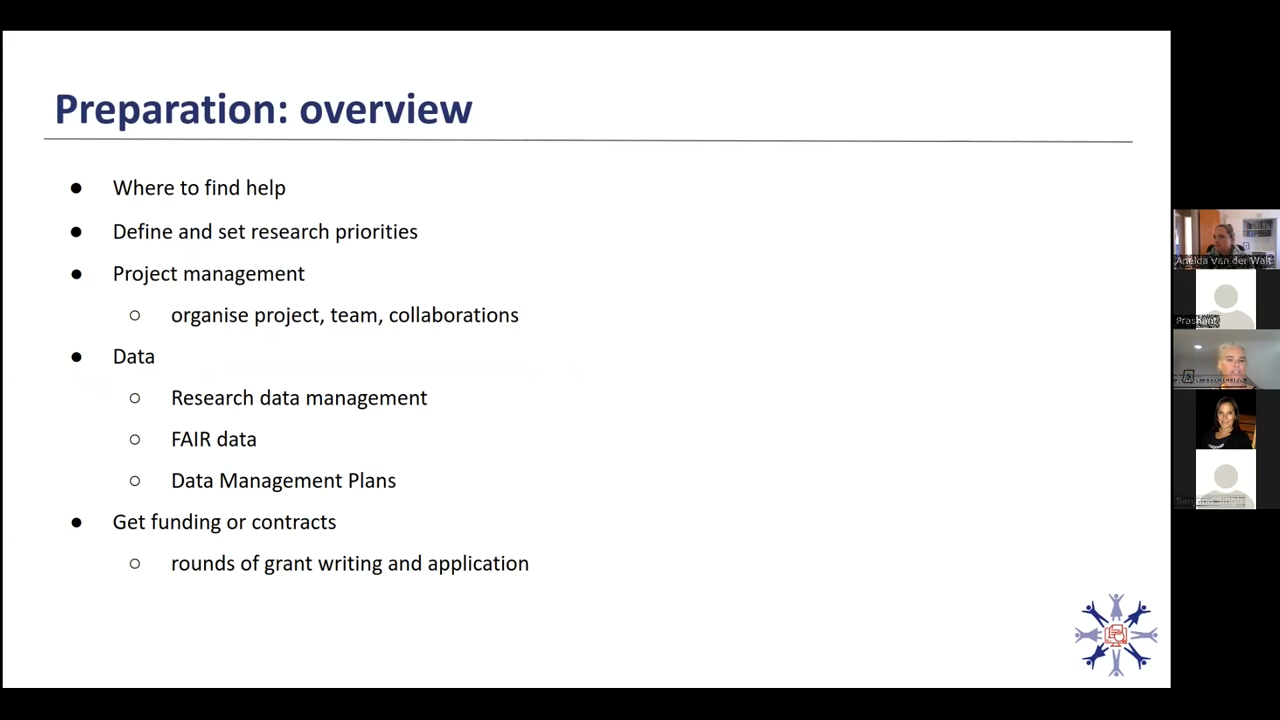 Preparation: overview
● Where to find help
● Define and set research priorities
● Project management
○ organise project, team, collaborations
● Data
○ Research data management
○ FAIR data
○ Data Management Plans
● Get funding or contracts
○ rounds of grant writing and application
Anelda Van der Walt
Prashant